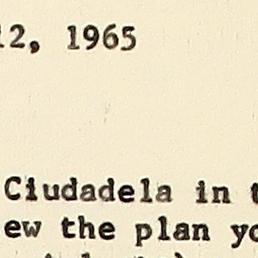 12, 1965
Ciudadela in t
ew the plan yo